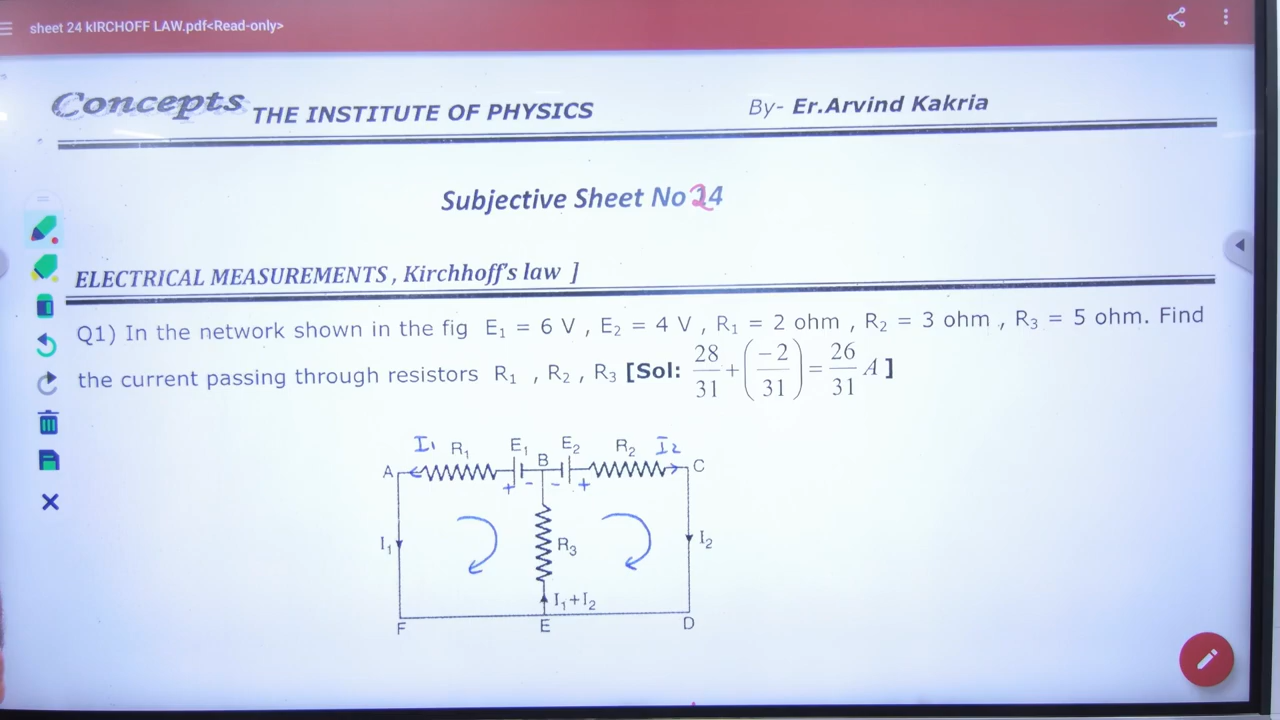 sheet 24 kIRCHOFF LAW.pdf<Read-only>
Concepts THE INSTITUTE OF PHYSICS By- Er.Arvind Kakria
Subjective Sheet No 24
ELECTRICAL MEASUREMENTS , Kirchhoff's law ]
Q1) In the network shown in the fig E₁ = 6 V , E₂ = 4 V , R₁ = 2 ohm , R₂ = 3 ohm , R₃ = 5 ohm. Find
the current passing through resistors R₁ , R₂ , R₃ [Sol: 28/31 + (-2/31) = 26/31 A ]
I₁ R₁ E₁ E₂ R₂ I₂
A B C
+ - - +
I₁ R₃ I₂
I₁+I₂
F E D